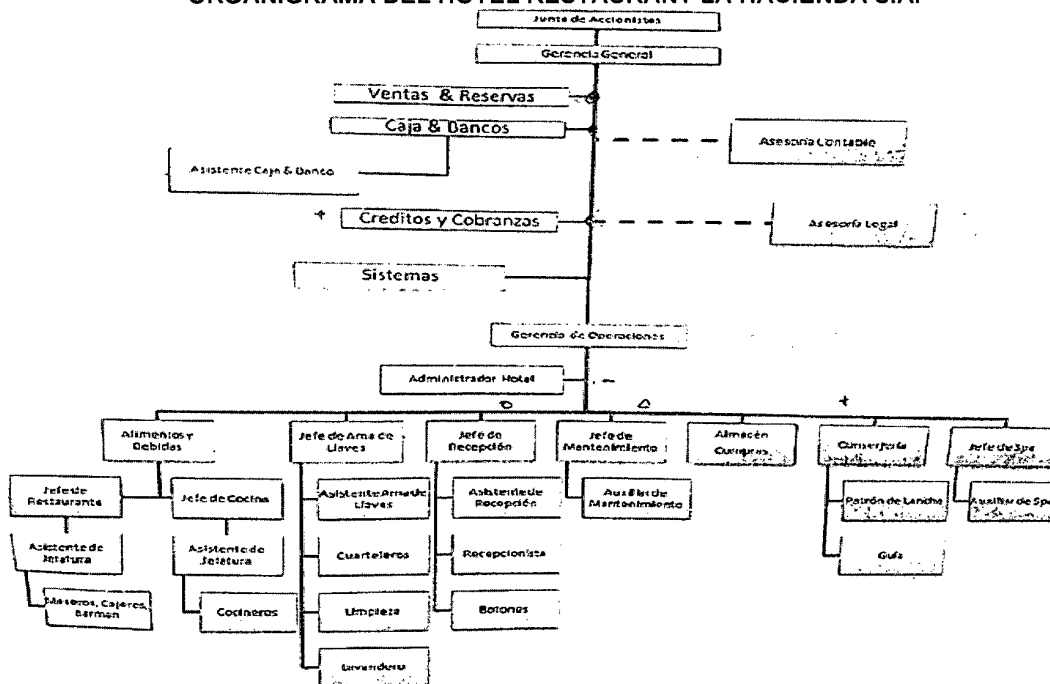 ORGANIGRAMA DEL HOTEL RESTAURANT LA HACIENDA S.A.
Junta de Accionistas
Gerencia General
Ventas & Reservas
Caja & Bancos
Asesoría Contable
Asistente Caja & Banco
Creditos y Cobranzas
Asesoría Legal
Sistemas
Gerencia de Operaciones
Administrador Hotel
Alimentos y
Bebidas
Jefe de Ama de
Llaves
Jefe de
Recepción
Jefe de
Mantenimiento
Almacén
Compras
Conserjería
Jefe de Spa
Jefe de
Restaurante
Jefe de Cocina
Asistente Ama de
Llaves
Asistente de
Recepción
Auxiliar de
Mantenimiento
Patrón de Lancha
Auxiliar de Spa
Asistente de
Jefatura
Asistente de
Jefatura
Cuarteleros
Recepcionista
Guía
Maseros, Cajeros,
Barman
Cocineros
Limpieza
Botones
Lavandera